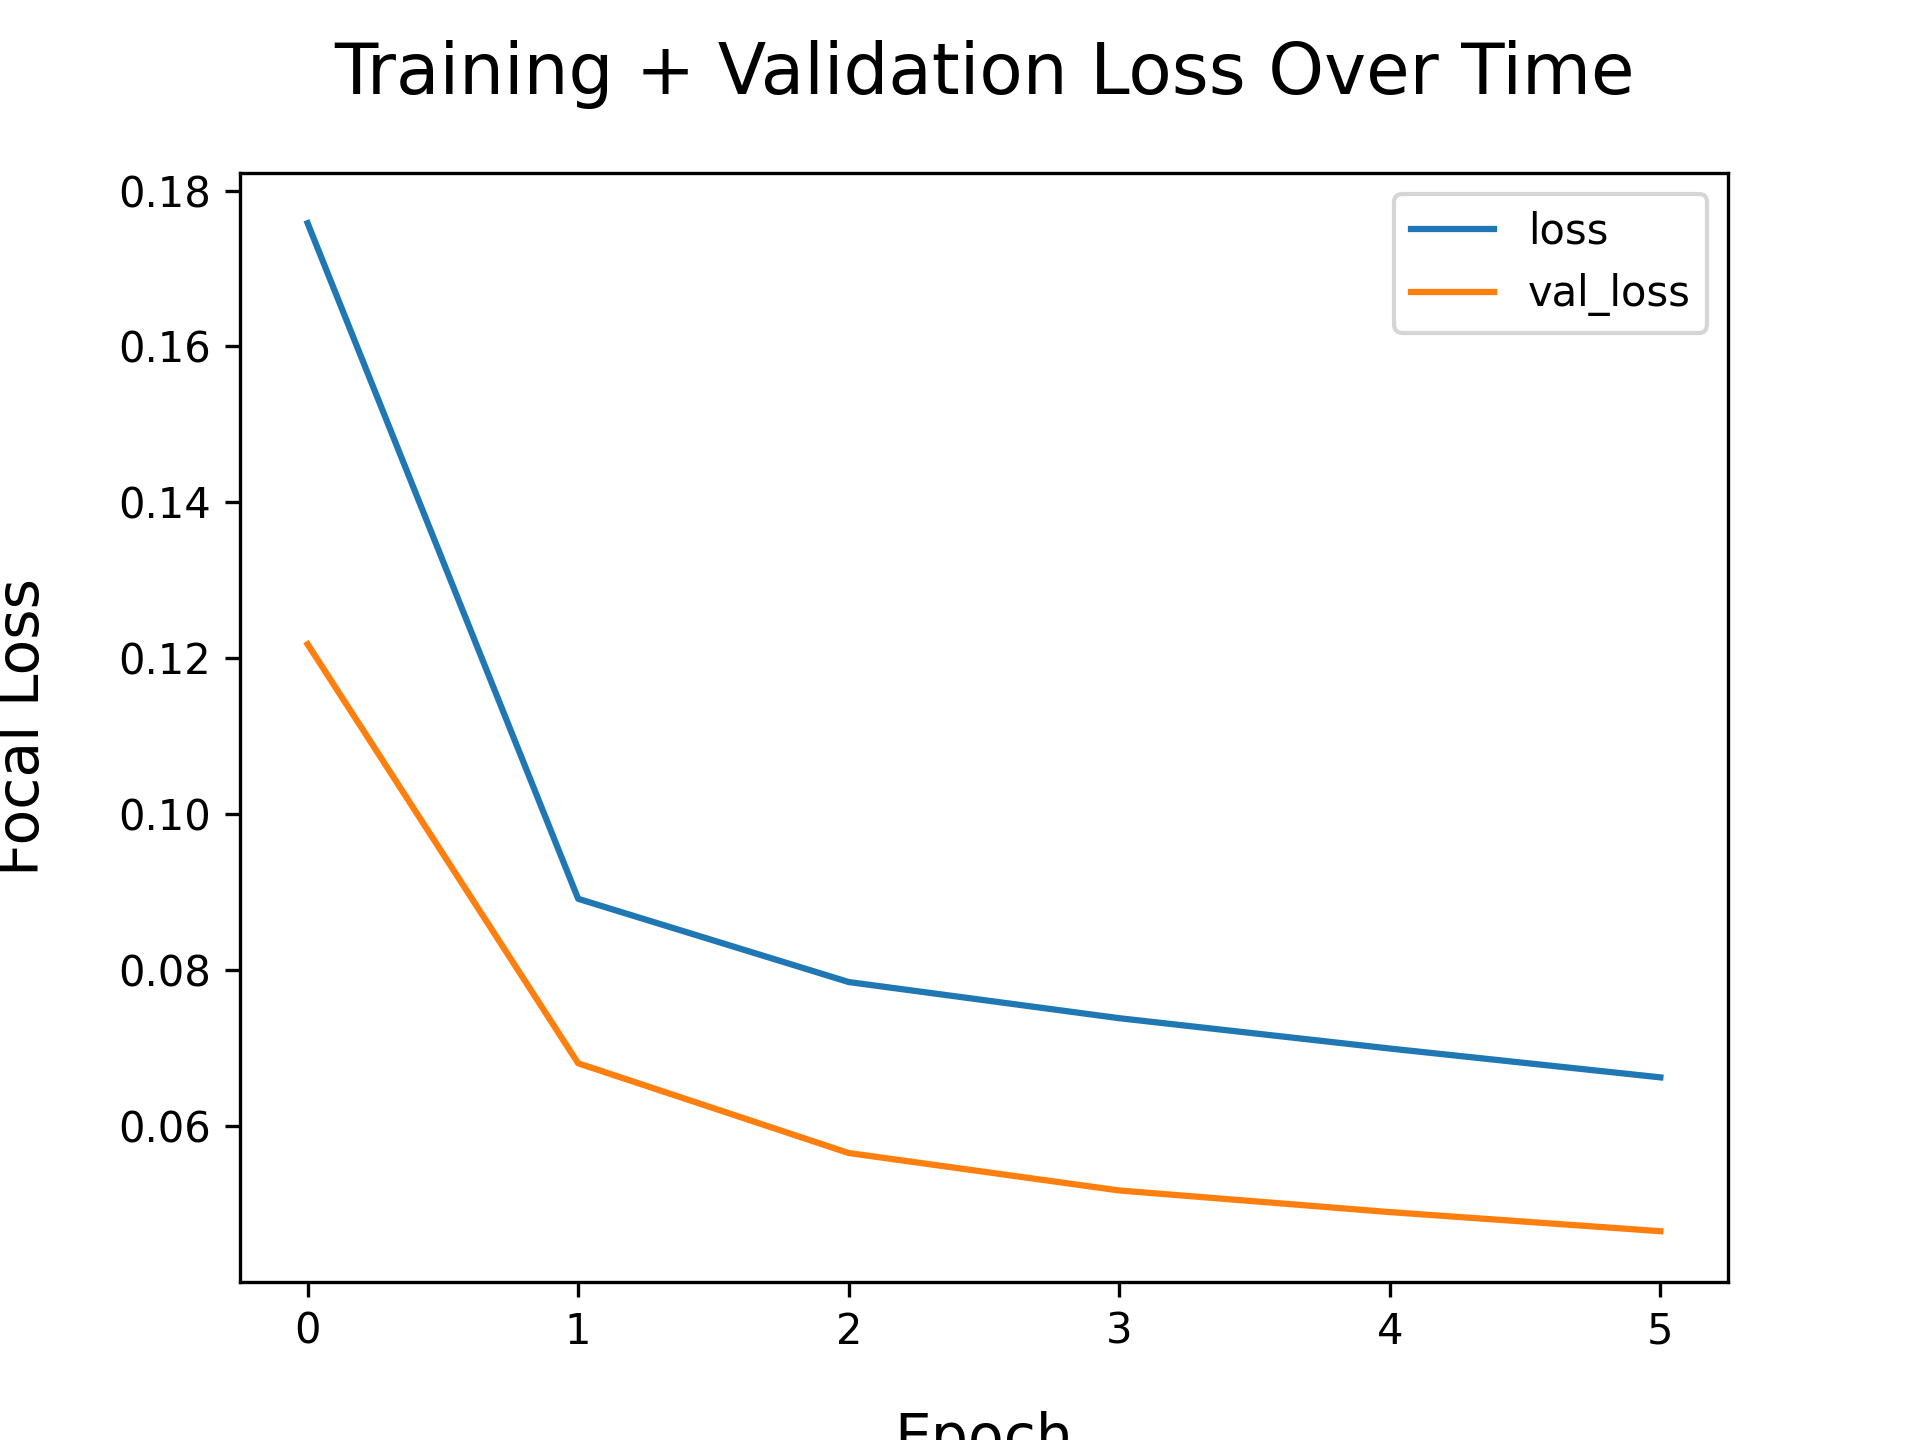 Training + Validation Loss Over Time
loss
val_loss
0.18
0.16
0.14
0.12
0.10
0.08
0.06
Focal Loss
0 1 2 3 4 5
Epoch